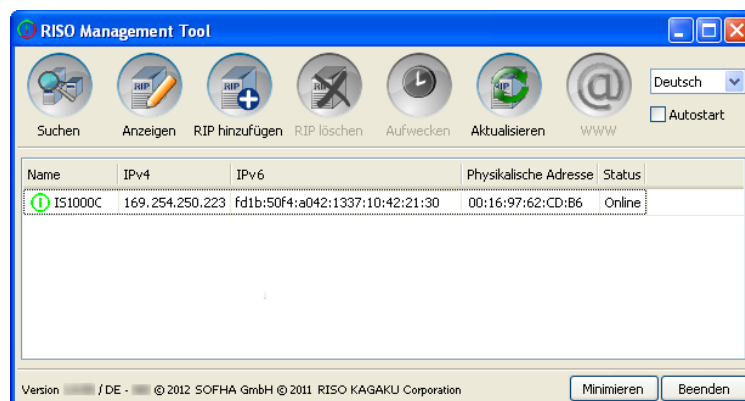 RISO Management Tool
Suchen Anzeigen RIP hinzufügen RIP löschen Aufwecken Aktualisieren WWW
Deutsch
Autostart
Name IPv4 IPv6 Physikalische Adresse Status
IS1000C 169.254.250.223 fd1b:50f4:a042:1337:10:42:21:30 00:16:97:62:CD:B6 Online
Version / DE - © 2012 SOFHA GmbH © 2011 RISO KAGAKU Corporation
Minimieren Beenden